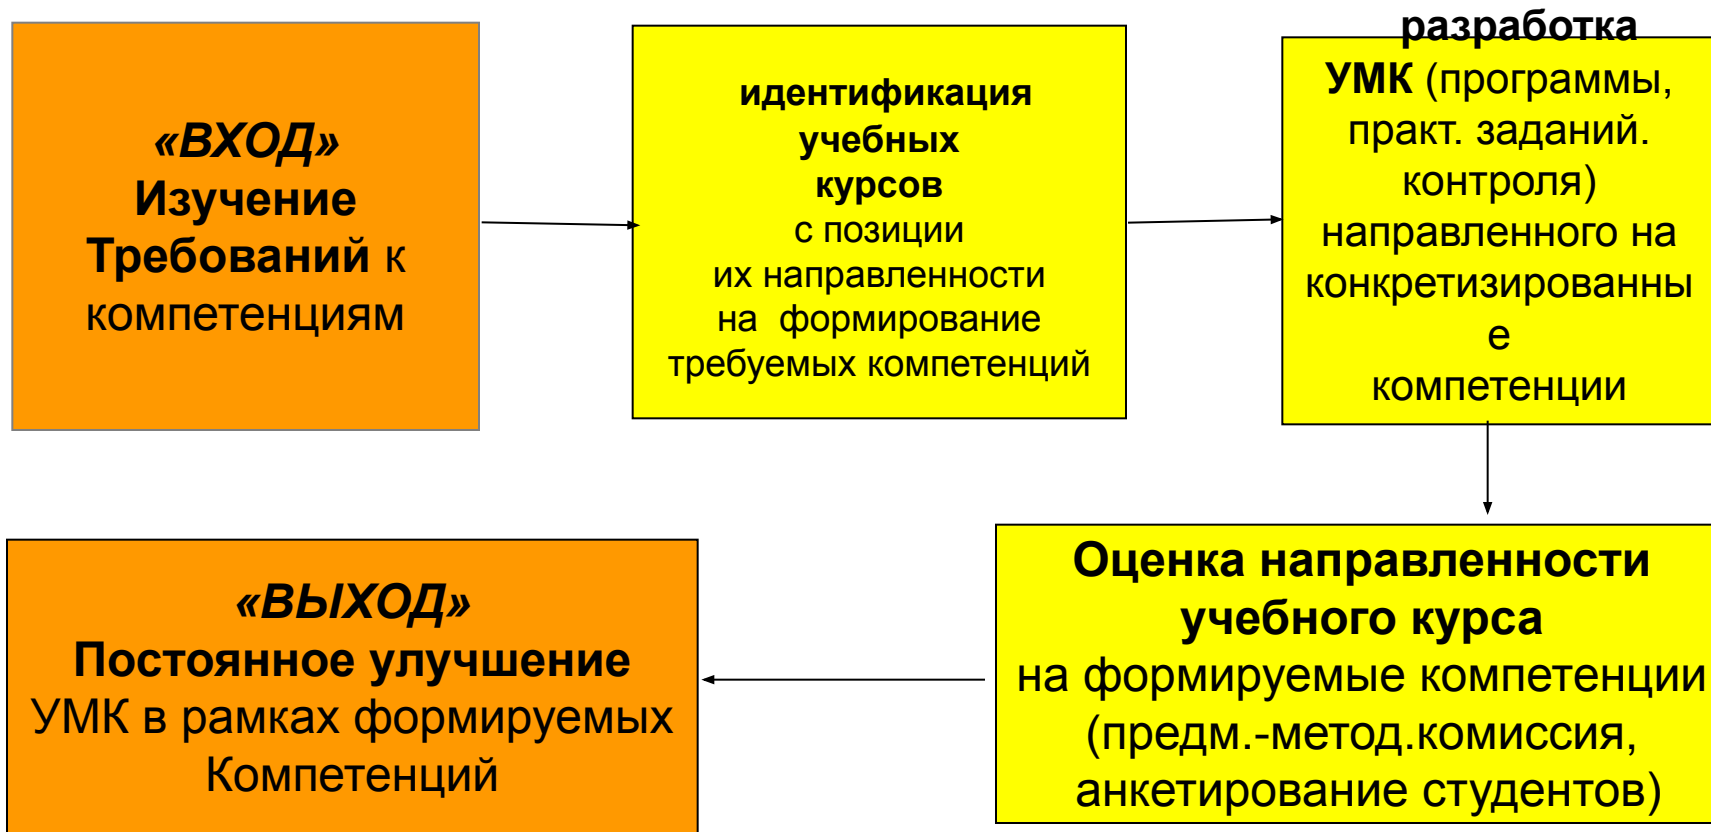 «ВХОД»
Изучение
Требований к
компетенциям
идентификация
учебных
курсов
с позиции
их направленности
на формирование
требуемых компетенций
разработка
УМК (программы,
практ. заданий.
контроля)
направленного на
конкретизированны
е
компетенции
«ВЫХОД»
Постоянное улучшение
УМК в рамках формируемых
Компетенций
Оценка направленности
учебного курса
на формируемые компетенции
(предм.-метод.комиссия,
анкетирование студентов)